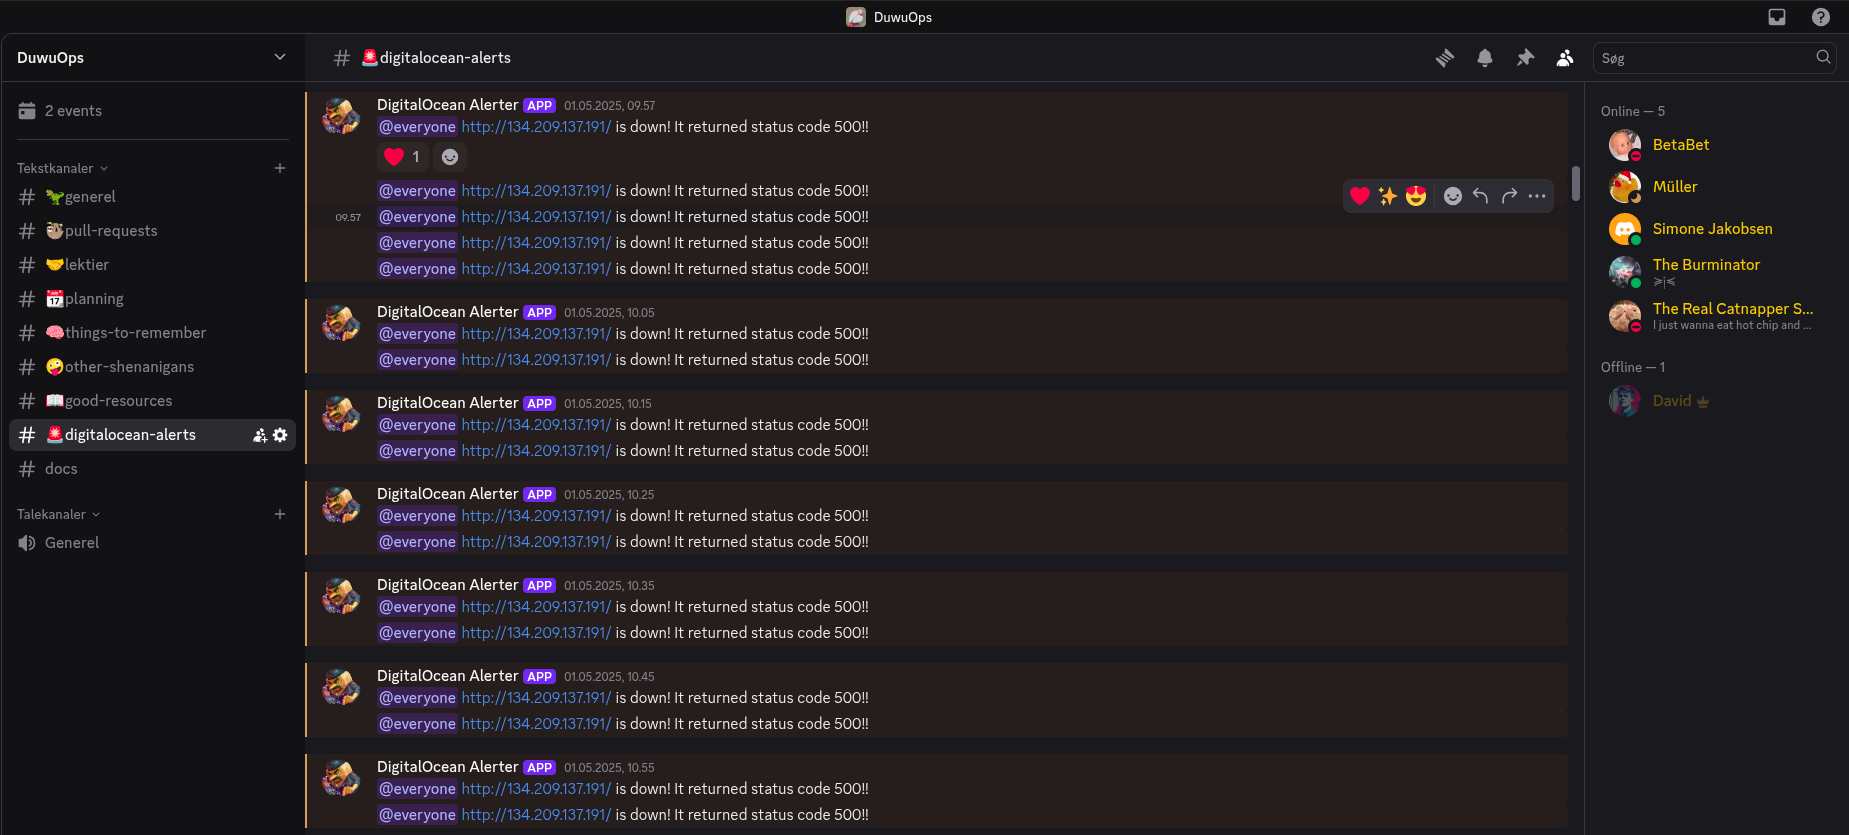 DuwuOps
DuwuOps
2 events
Tekstkanaler
generel
pull-requests
lektier
planning
things-to-remember
other-shenanigans
good-resources
digitalocean-alerts
docs
Talekanaler
Generel
digitalocean-alerts
Søg
DigitalOcean Alerter APP 01.05.2025, 09.57
@everyone http://134.209.137.191/ is down! It returned status code 500!!
1
@everyone http://134.209.137.191/ is down! It returned status code 500!!
09.57 @everyone http://134.209.137.191/ is down! It returned status code 500!!
@everyone http://134.209.137.191/ is down! It returned status code 500!!
@everyone http://134.209.137.191/ is down! It returned status code 500!!
DigitalOcean Alerter APP 01.05.2025, 10.05
@everyone http://134.209.137.191/ is down! It returned status code 500!!
@everyone http://134.209.137.191/ is down! It returned status code 500!!
DigitalOcean Alerter APP 01.05.2025, 10.15
@everyone http://134.209.137.191/ is down! It returned status code 500!!
@everyone http://134.209.137.191/ is down! It returned status code 500!!
DigitalOcean Alerter APP 01.05.2025, 10.25
@everyone http://134.209.137.191/ is down! It returned status code 500!!
@everyone http://134.209.137.191/ is down! It returned status code 500!!
DigitalOcean Alerter APP 01.05.2025, 10.35
@everyone http://134.209.137.191/ is down! It returned status code 500!!
@everyone http://134.209.137.191/ is down! It returned status code 500!!
DigitalOcean Alerter APP 01.05.2025, 10.45
@everyone http://134.209.137.191/ is down! It returned status code 500!!
@everyone http://134.209.137.191/ is down! It returned status code 500!!
DigitalOcean Alerter APP 01.05.2025, 10.55
@everyone http://134.209.137.191/ is down! It returned status code 500!!
@everyone http://134.209.137.191/ is down! It returned status code 500!!
Online — 5
BetaBet
Müller
Simone Jakobsen
The Burminator
⪰|⪯
The Real Catnapper S...
I just wanna eat hot chip and ...
Offline — 1
David